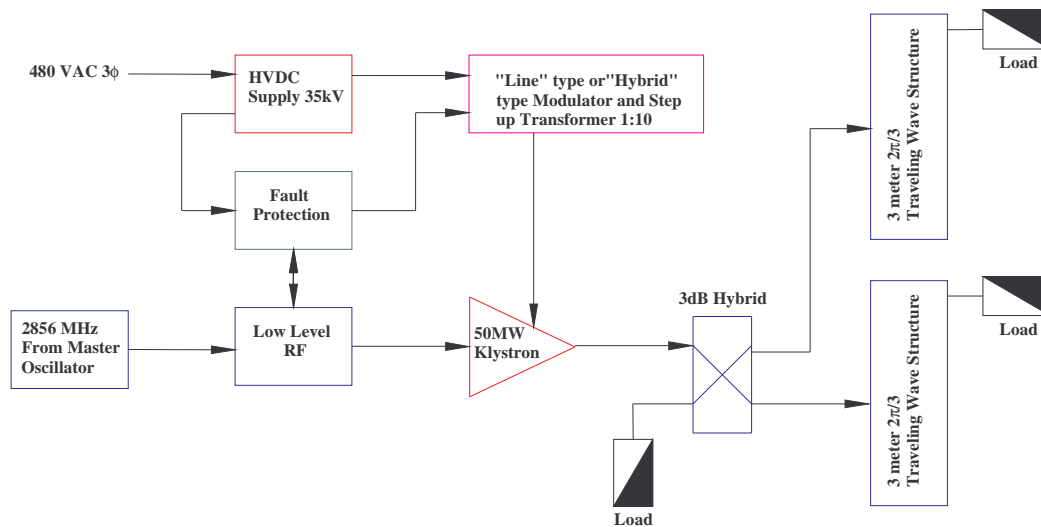 480 VAC 3ϕ
HVDC
Supply 35kV
"Line" type or"Hybrid"
type Modulator and Step
up Transformer 1:10
Load
3 meter 2π/3
Traveling Wave Structure
Fault
Protection
2856 MHz
From Master
Oscillator
Low Level
RF
50MW
Klystron
3dB Hybrid
Load
3 meter 2π/3
Traveling Wave Structure
Load